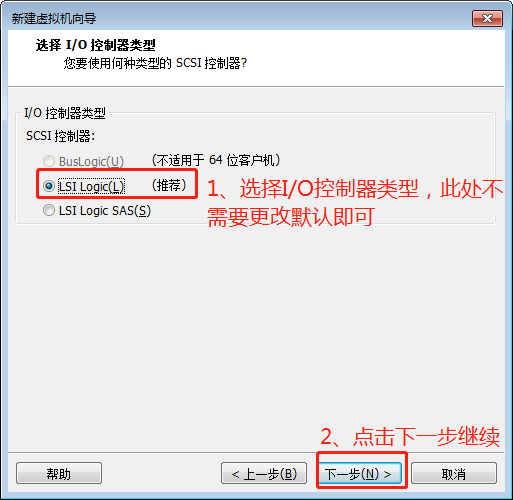 新建虚拟机向导
选择 I/O 控制器类型
您要使用何种类型的 SCSI 控制器?
I/O 控制器类型
SCSI 控制器:
BusLogic(U) (不适用于 64 位客户机)
LSI Logic(L) (推荐)
LSI Logic SAS(S)
1、选择I/O控制器类型，此处不
需要更改默认即可
2、点击下一步继续
帮助 < 上一步(B) 下一步(N) > 取消